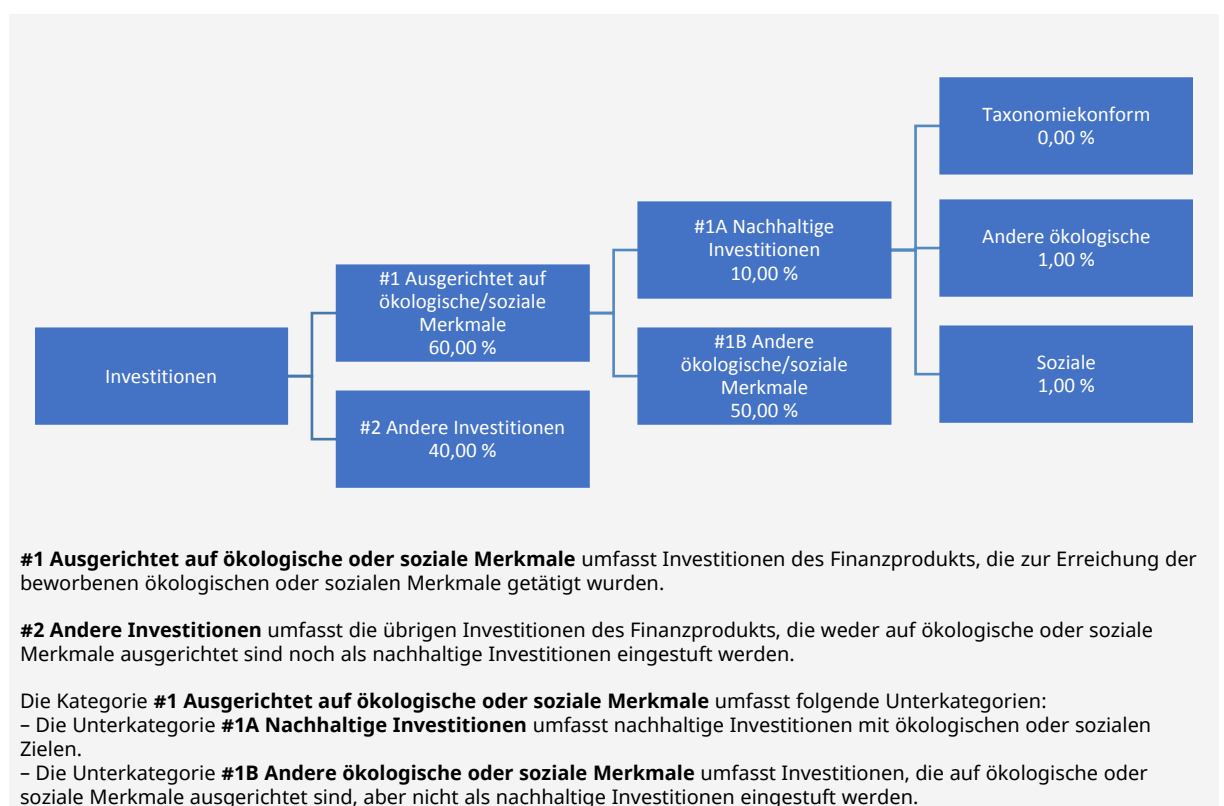 Investitionen
#1 Ausgerichtet auf
ökologische/soziale
Merkmale
60,00 %
#2 Andere Investitionen
40,00 %
#1A Nachhaltige
Investitionen
10,00 %
#1B Andere
ökologische/soziale
Merkmale
50,00 %
Taxonomiekonform
0,00 %
Andere ökologische
1,00 %
Soziale
1,00 %
#1 Ausgerichtet auf ökologische oder soziale Merkmale umfasst Investitionen des Finanzprodukts, die zur Erreichung der
beworbenen ökologischen oder sozialen Merkmale getätigt wurden.
#2 Andere Investitionen umfasst die übrigen Investitionen des Finanzprodukts, die weder auf ökologische oder soziale
Merkmale ausgerichtet sind noch als nachhaltige Investitionen eingestuft werden.
Die Kategorie #1 Ausgerichtet auf ökologische oder soziale Merkmale umfasst folgende Unterkategorien:
– Die Unterkategorie #1A Nachhaltige Investitionen umfasst nachhaltige Investitionen mit ökologischen oder sozialen
Zielen.
– Die Unterkategorie #1B Andere ökologische oder soziale Merkmale umfasst Investitionen, die auf ökologische oder
soziale Merkmale ausgerichtet sind, aber nicht als nachhaltige Investitionen eingestuft werden.